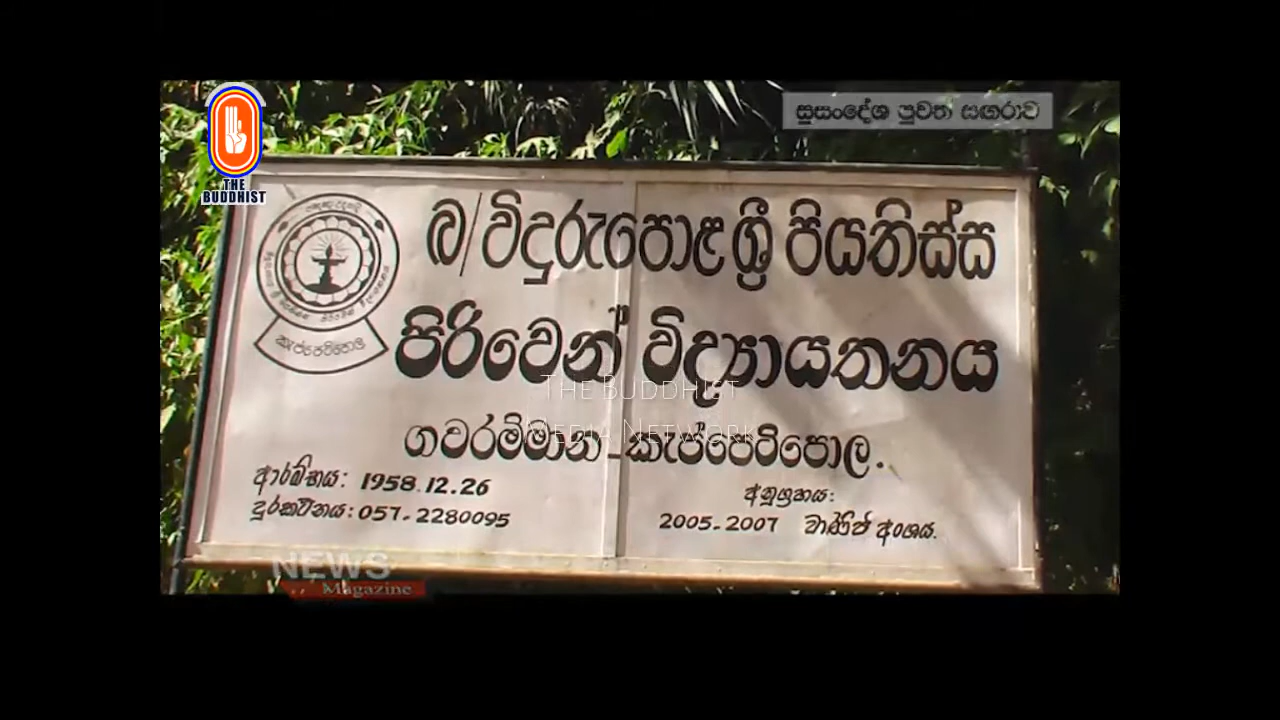 THE
BUDDHIST
සුසංදේශ පුවත් සඟරාව
බ/විදුරුපොළ ශ්‍රී පියතිස්ස
පිරිවෙන් විද්‍යායතනය
ගවරම්මාන - කැප්පෙටිපොල.
කැප්පෙටිපොල
The Buddhist
Media Network
ආරම්භය: 1958.12.26
දූරකථනය: 057-2280095
අනුග්‍රහය:
2005-2007 වාණිජ අංශය.
NEWS
Magazine